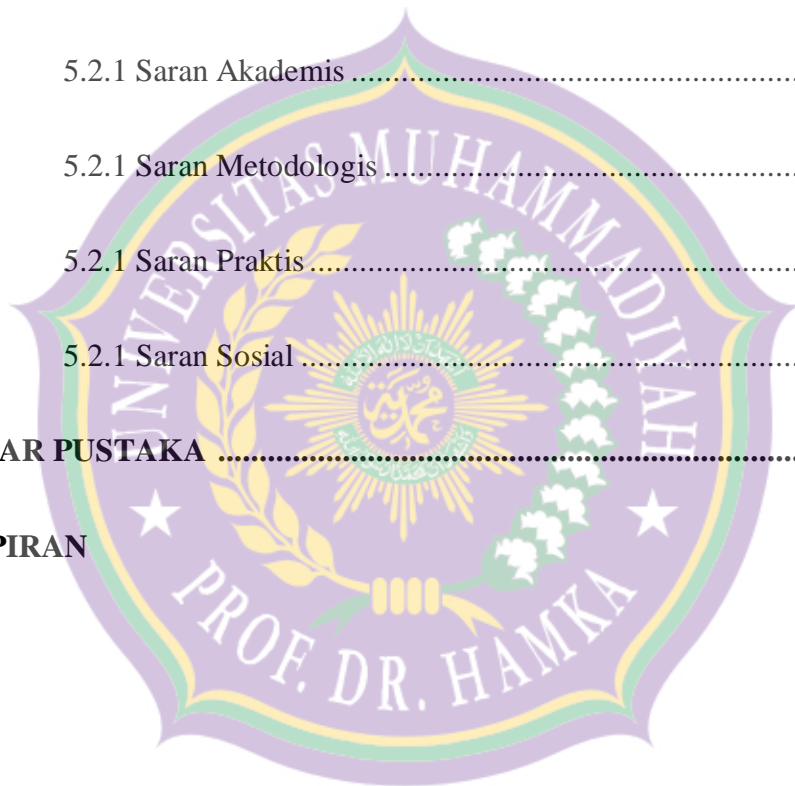 5.2.1 Saran Akademis ........................................................
5.2.1 Saran Metodologis ....................................................
5.2.1 Saran Praktis .............................................................
5.2.1 Saran Sosial ..............................................................
AR PUSTAKA .....................................................................
PIRAN
UNIVERSITAS MUHAMMADIYAH
محمدية
PROF. DR. HAMKA